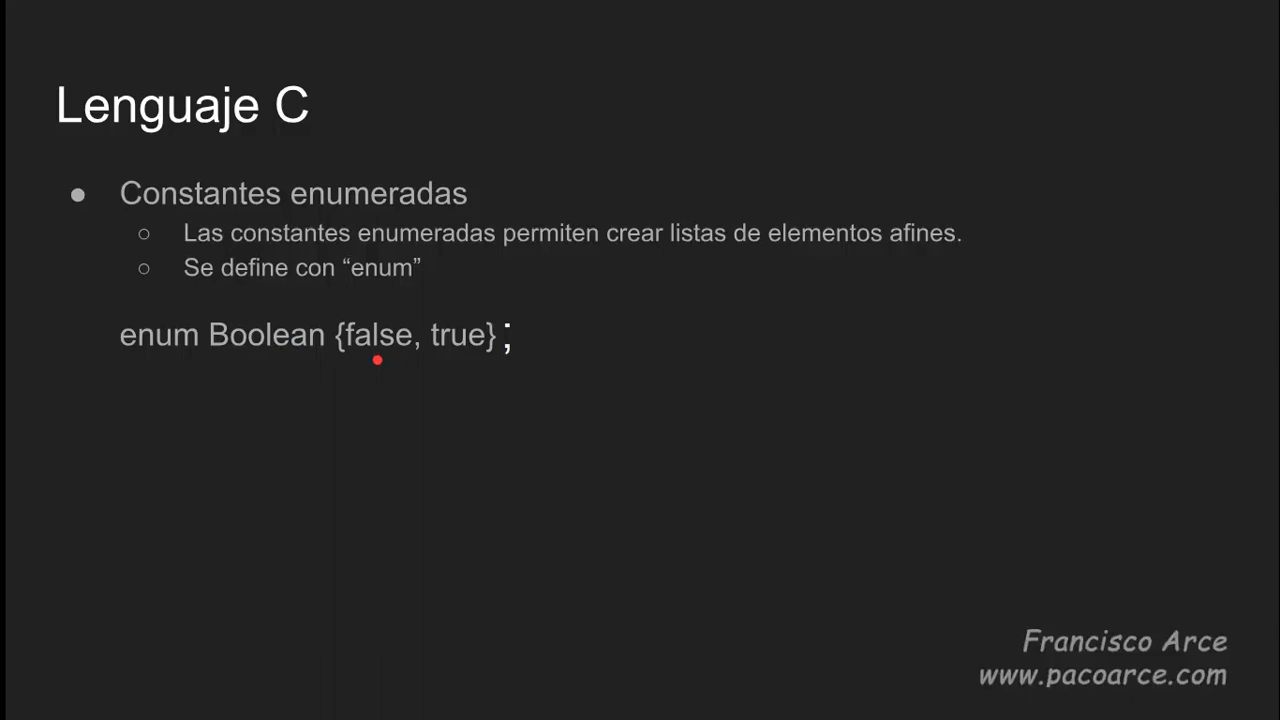 Lenguaje C
● Constantes enumeradas
○ Las constantes enumeradas permiten crear listas de elementos afines.
○ Se define con “enum”
enum Boolean {false, true} ;
Francisco Arce
www.pacoarce.com